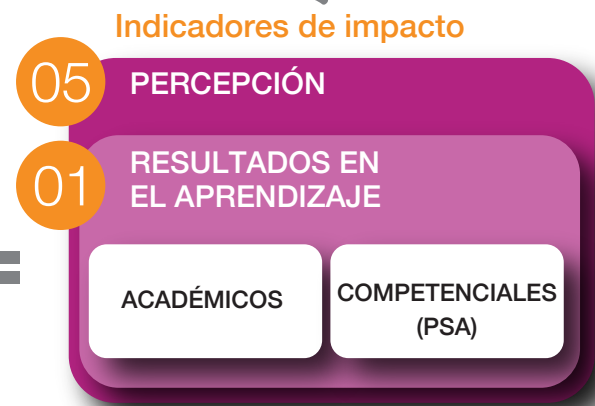 Indicadores de impacto
05 PERCEPCIÓN
01 RESULTADOS EN
EL APRENDIZAJE
ACADÉMICOS
COMPETENCIALES
(PSA)